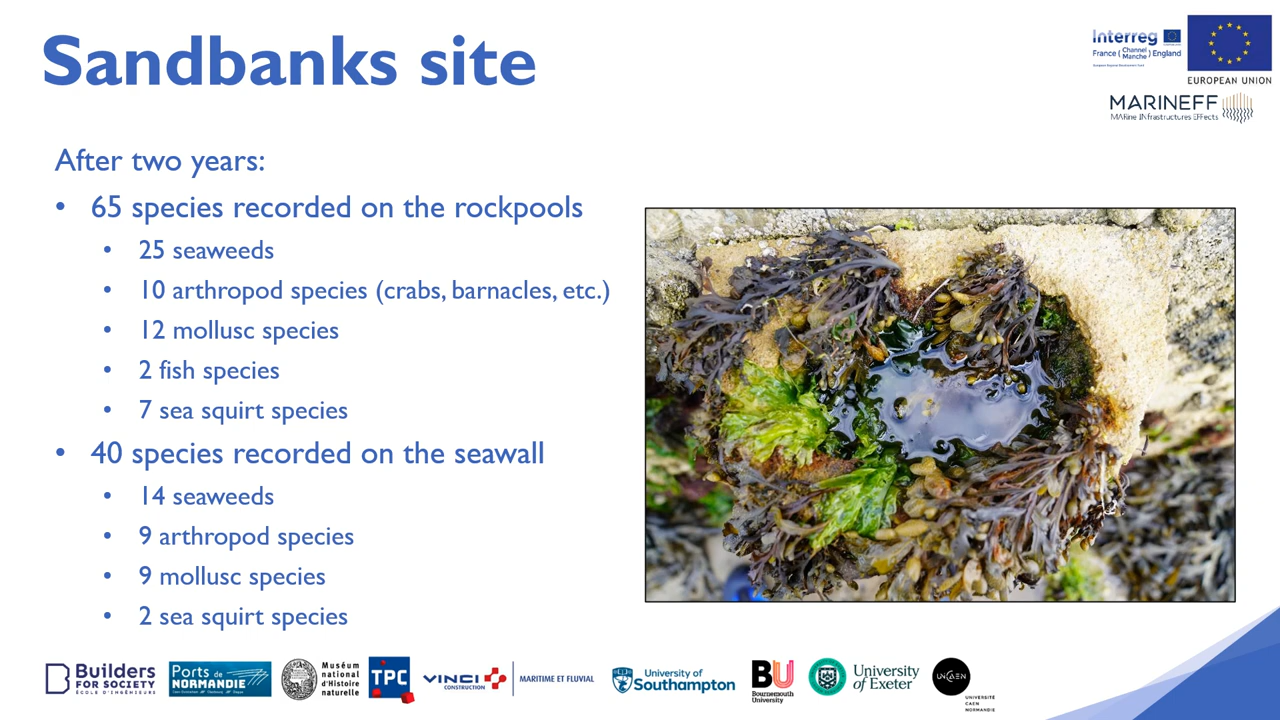 Sandbanks site
Interreg
France ( Channel Manche ) England
EUROPEAN UNION
MARINEFF
MARine INfrastructures EFfects
After two years:
• 65 species recorded on the rockpools
• 25 seaweeds
• 10 arthropod species (crabs, barnacles, etc.)
• 12 mollusc species
• 2 fish species
• 7 sea squirt species
• 40 species recorded on the seawall
• 14 seaweeds
• 9 arthropod species
• 9 mollusc species
• 2 sea squirt species
Builders
FOR SOCIETY
ÉCOLE D'INGÉNIEURS
Ports de
NORMANDIE
Muséum
national
d'Histoire
naturelle
TPC
VINCI
CONSTRUCTION
MARITIME ET FLUVIAL
University of
Southampton
BU
Bournemouth
University
University
of Exeter
UNICAEN
UNIVERSITÉ
CAEN
NORMANDIE